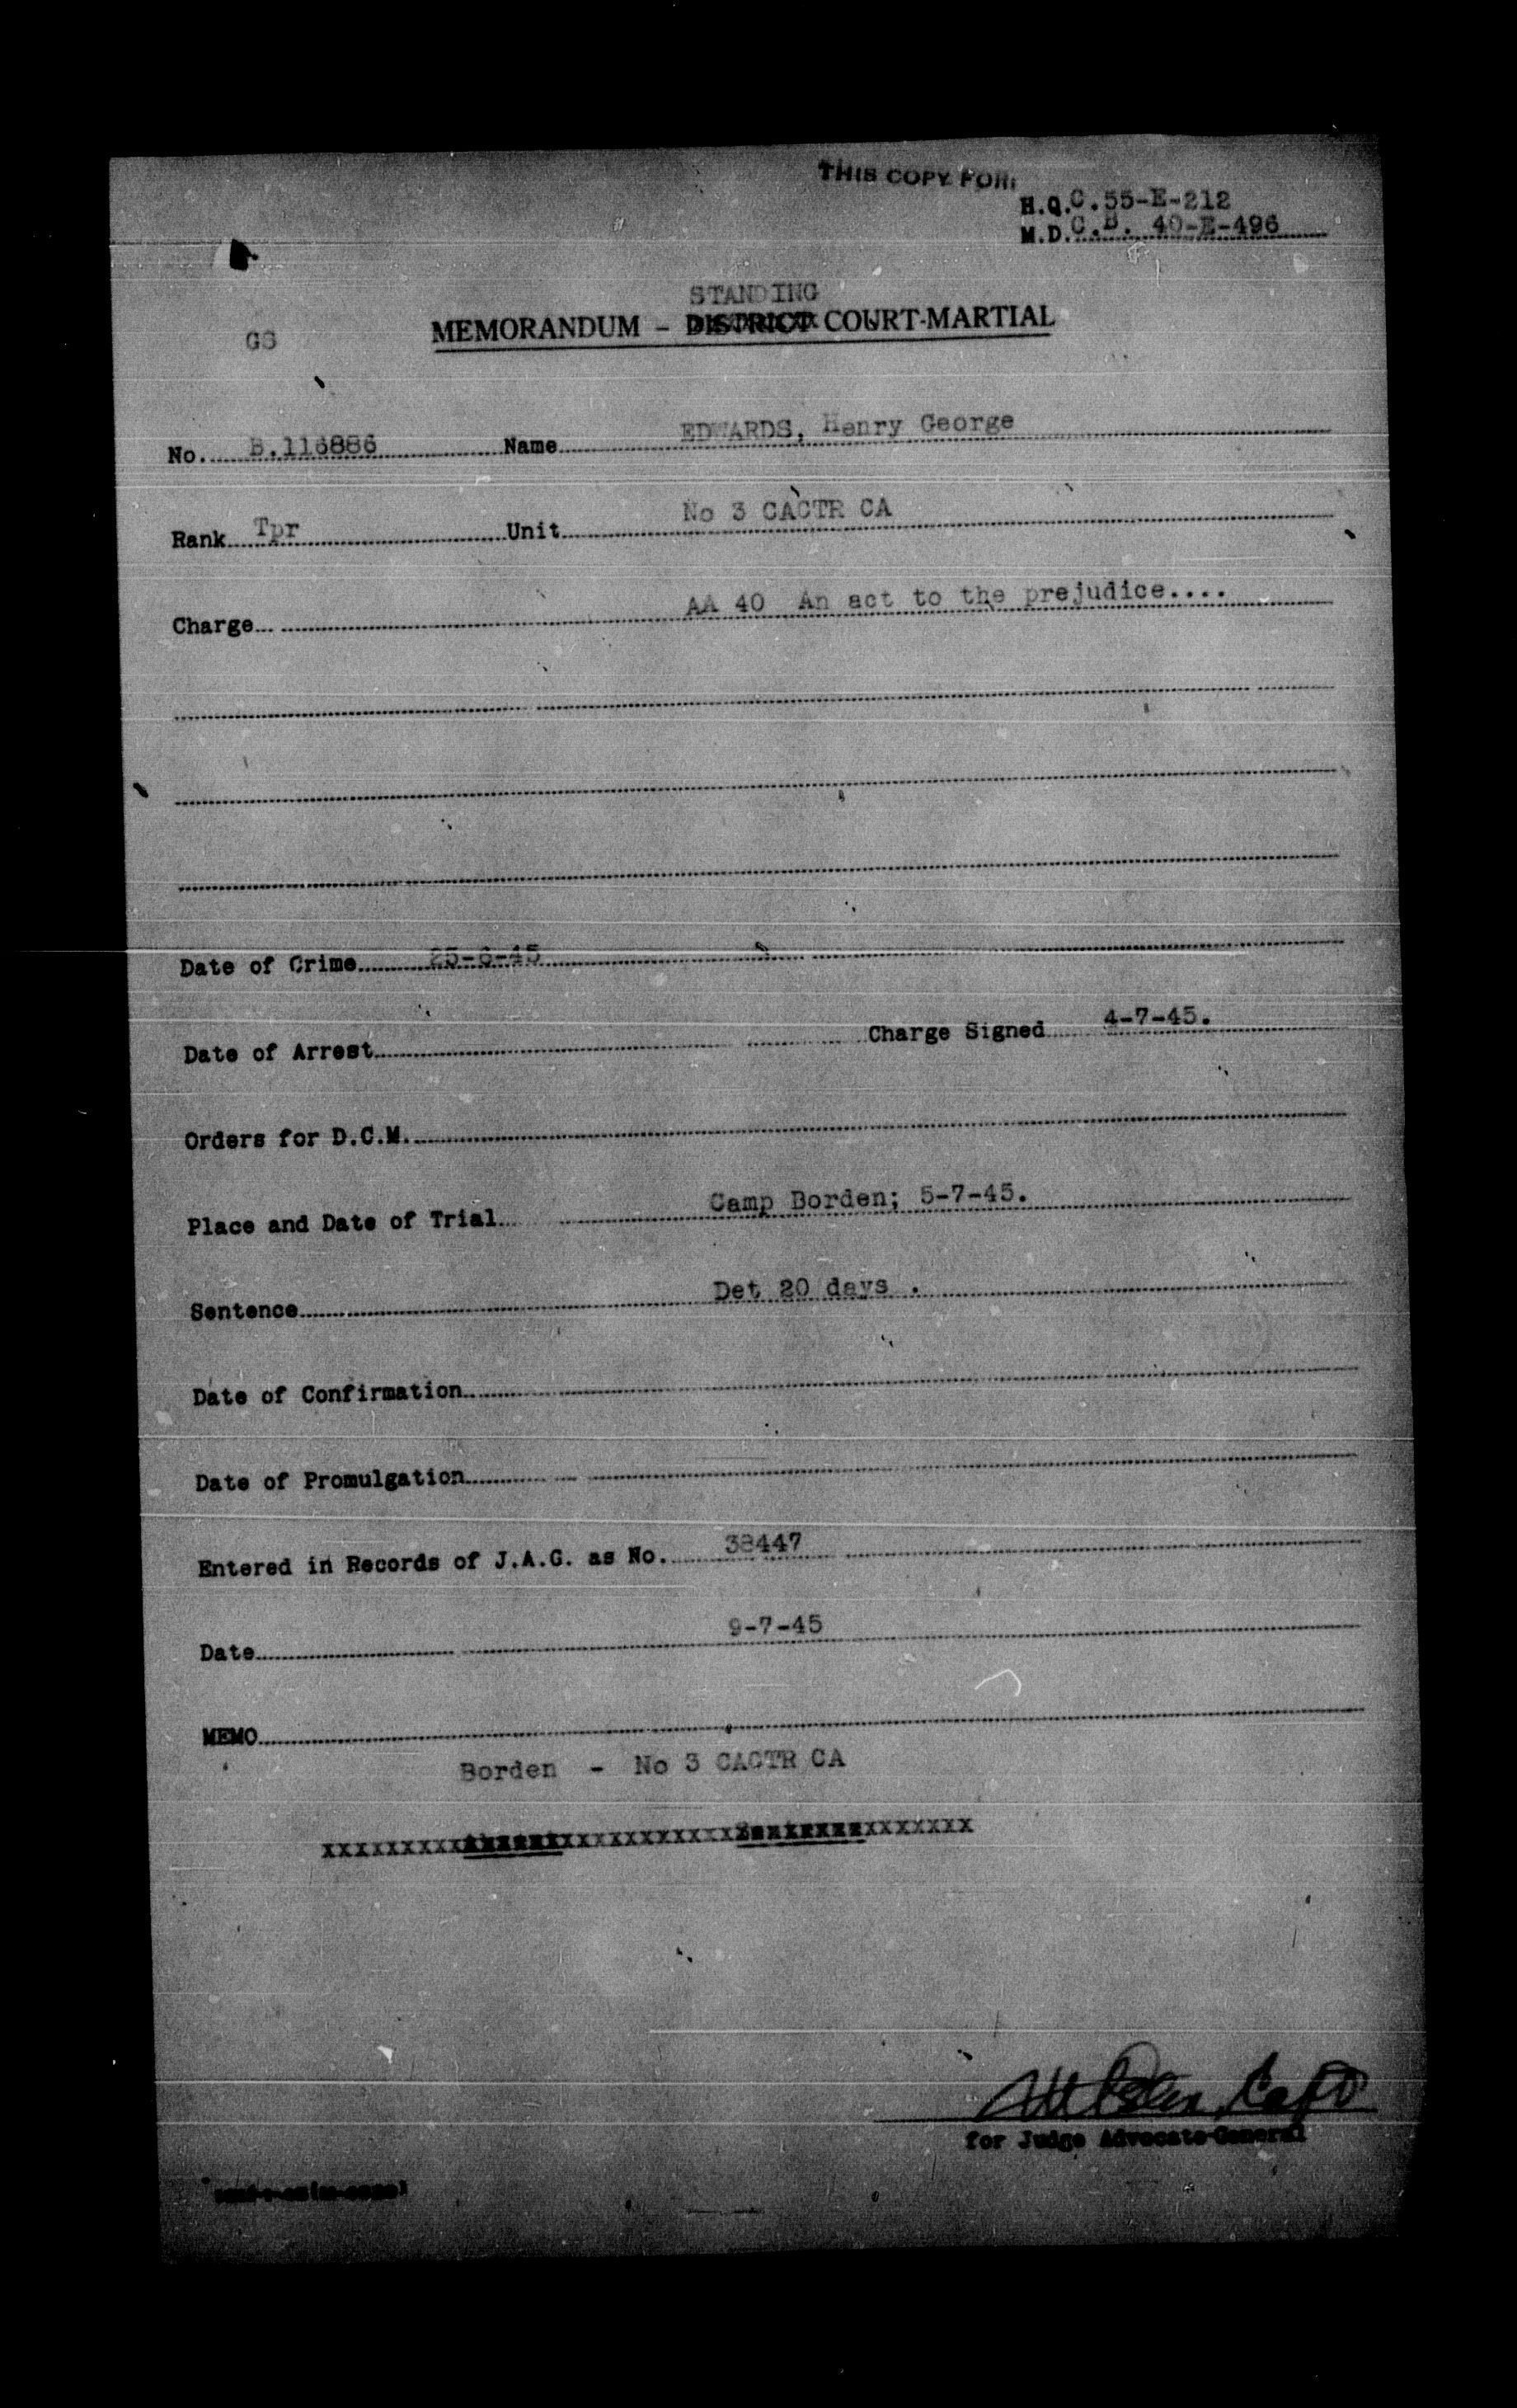 THIS COPY FOR
H.Q. C.55-E-212
M.D. C.B. 40-E-496
STANDING
GS
MEMORANDUM - DISTRICT COURT-MARTIAL
No. B.116886 Name EDWARDS, Henry George
Rank Tpr Unit No 3 CACTR CA
Charge AA 40 An act to the prejudice....
Date of Crime 25-6-45
Date of Arrest Charge Signed 4-7-45.
Orders for D.C.M.
Place and Date of Trial Camp Borden; 5-7-45.
Sentence Det 20 days .
Date of Confirmation
Date of Promulgation
Entered in Records of J.A.G. as No. 38447
Date 9-7-45
MEMO
Borden - No 3 CACTR CA
for Judge Advocate-General